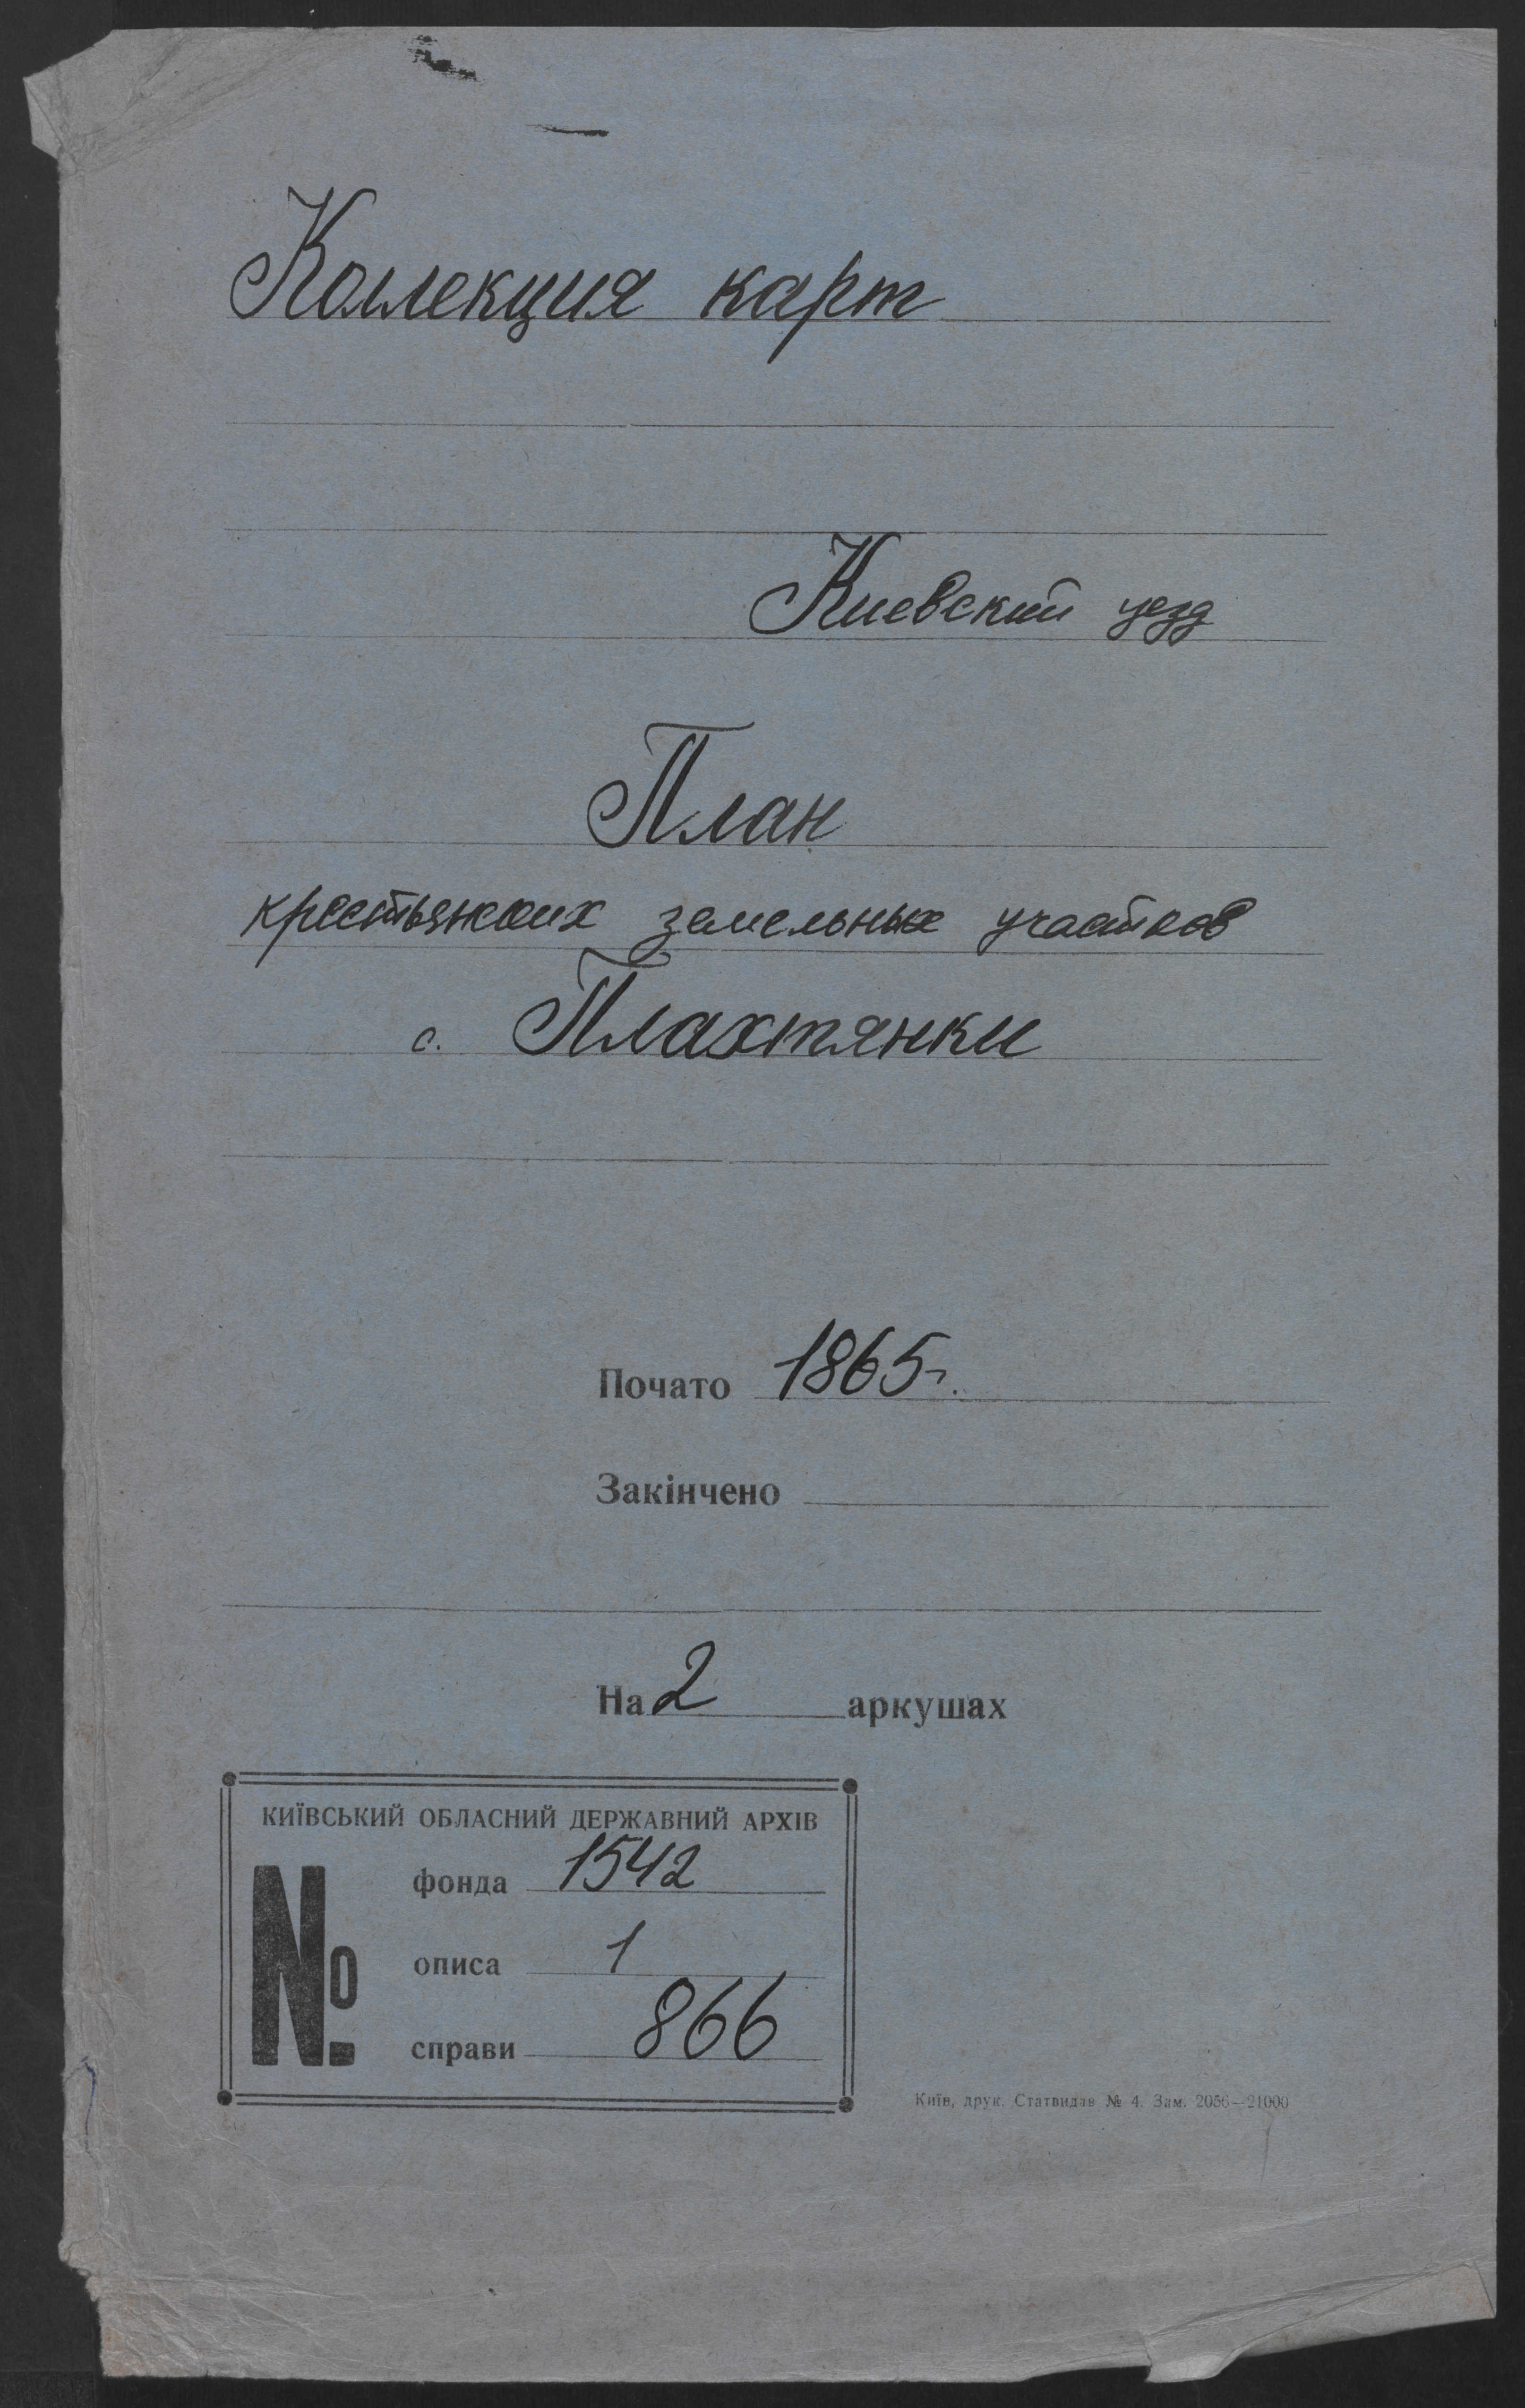 Коллекция карт
Киевский уезд
План
крестьянских земельных участков
с. Плахтянки
Почато 1865 г.
Закінчено
На 2 аркушах
КИЇВСЬКИЙ ОБЛАСНИЙ ДЕРЖАВНИЙ АРХІВ
№
фонда 1542
описа 1
справи 866
Київ, друк. Статвидав № 4. Зам. 2056—21000